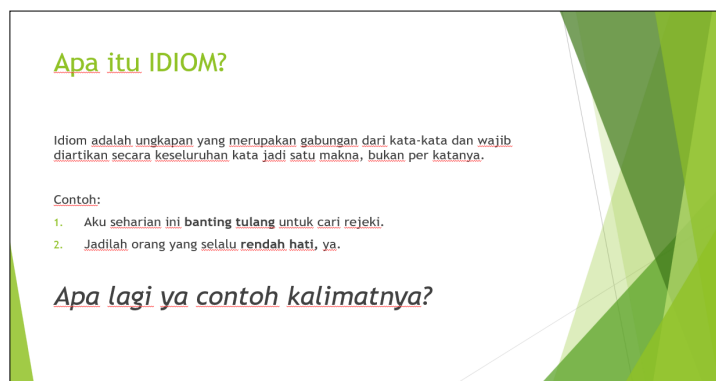 Apa itu IDIOM?
Idiom adalah ungkapan yang merupakan gabungan dari kata-kata dan wajib
diartikan secara keseluruhan kata jadi satu makna, bukan per katanya.
Contoh:
1. Aku seharian ini banting tulang untuk cari rejeki.
2. Jadilah orang yang selalu rendah hati, ya.
Apa lagi ya contoh kalimatnya?